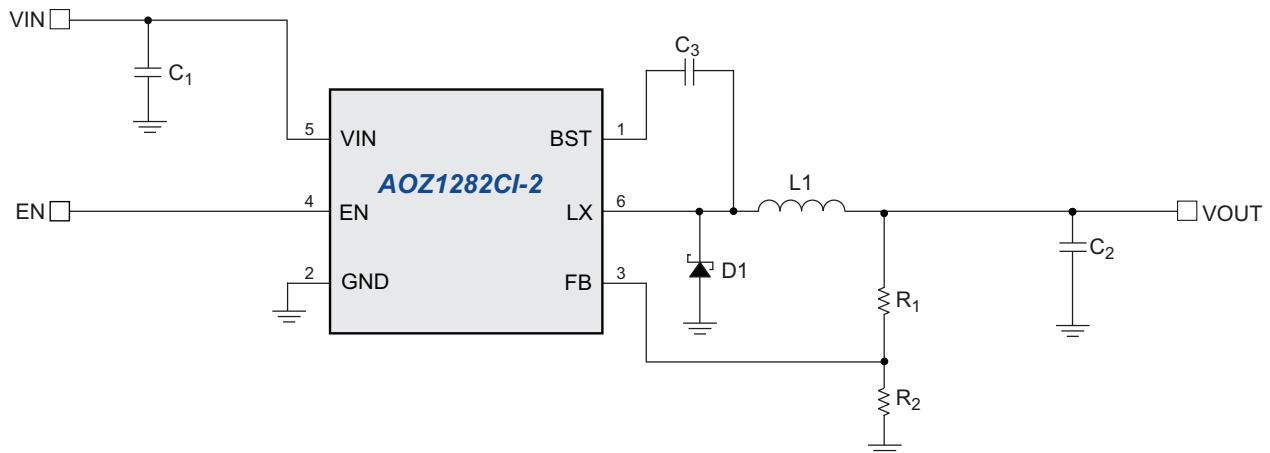 VIN
C1
C3
5
VIN
BST
1
AOZ1282CI-2
EN
4
EN
LX
6
L1
VOUT
C2
D1
2
GND
FB
3
R1
R2